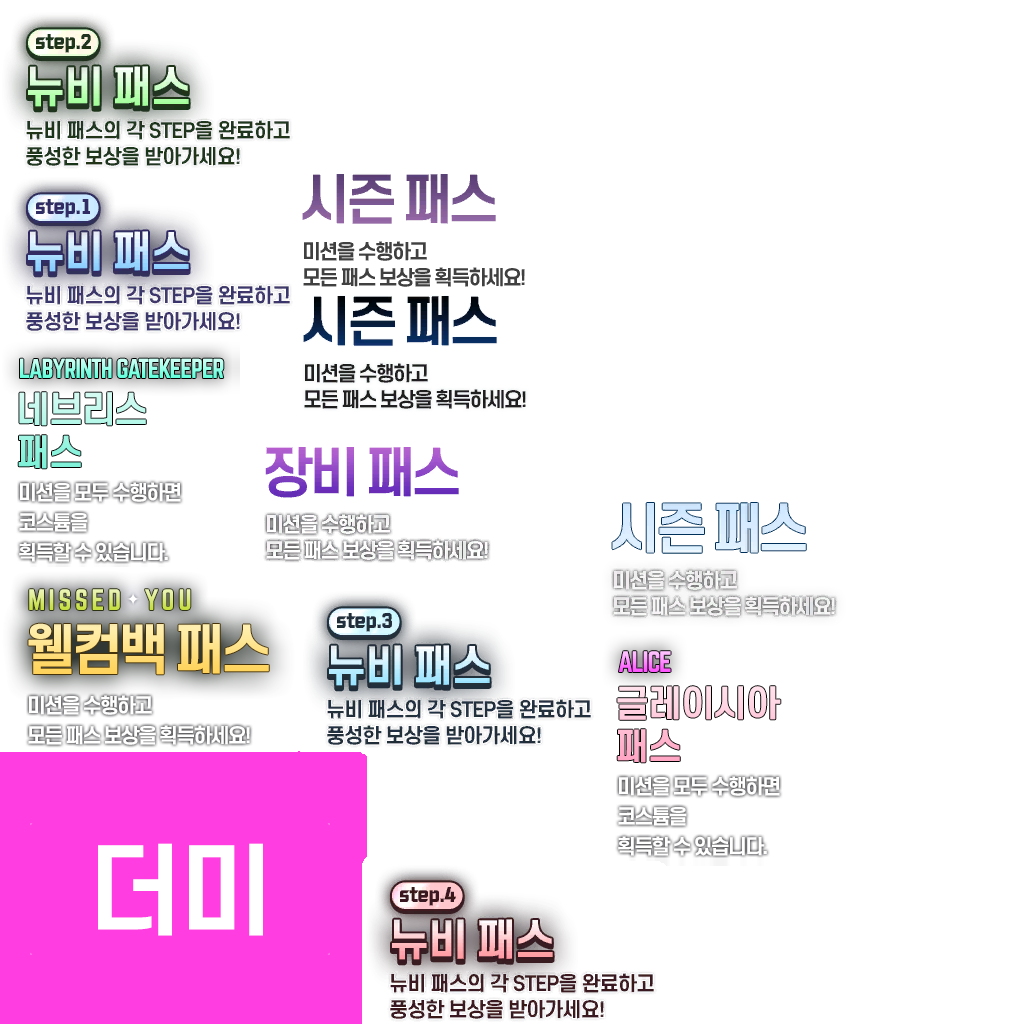 step.2
뉴비 패스
뉴비 패스의 각 STEP을 완료하고
풍성한 보상을 받아가세요!
step.1
뉴비 패스
뉴비 패스의 각 STEP을 완료하고
풍성한 보상을 받아가세요!
시즌 패스
미션을 수행하고
모든 패스 보상을 획득하세요!
시즌 패스
미션을 수행하고
모든 패스 보상을 획득하세요!
LABYRINTH GATEKEEPER
네브리스
패스
미션을 모두 수행하면
코스튬을
획득할 수 있습니다.
장비 패스
미션을 수행하고
모든 패스 보상을 획득하세요!
시즌 패스
미션을 수행하고
모든 패스 보상을 획득하세요!
MISSED YOU
웰컴백 패스
미션을 수행하고
모든 패스 보상을 획득하세요!
step.3
뉴비 패스
뉴비 패스의 각 STEP을 완료하고
풍성한 보상을 받아가세요!
ALICE
글레이시아
패스
미션을 모두 수행하면
코스튬을
획득할 수 있습니다.
더미
step.4
뉴비 패스
뉴비 패스의 각 STEP을 완료하고
풍성한 보상을 받아가세요!